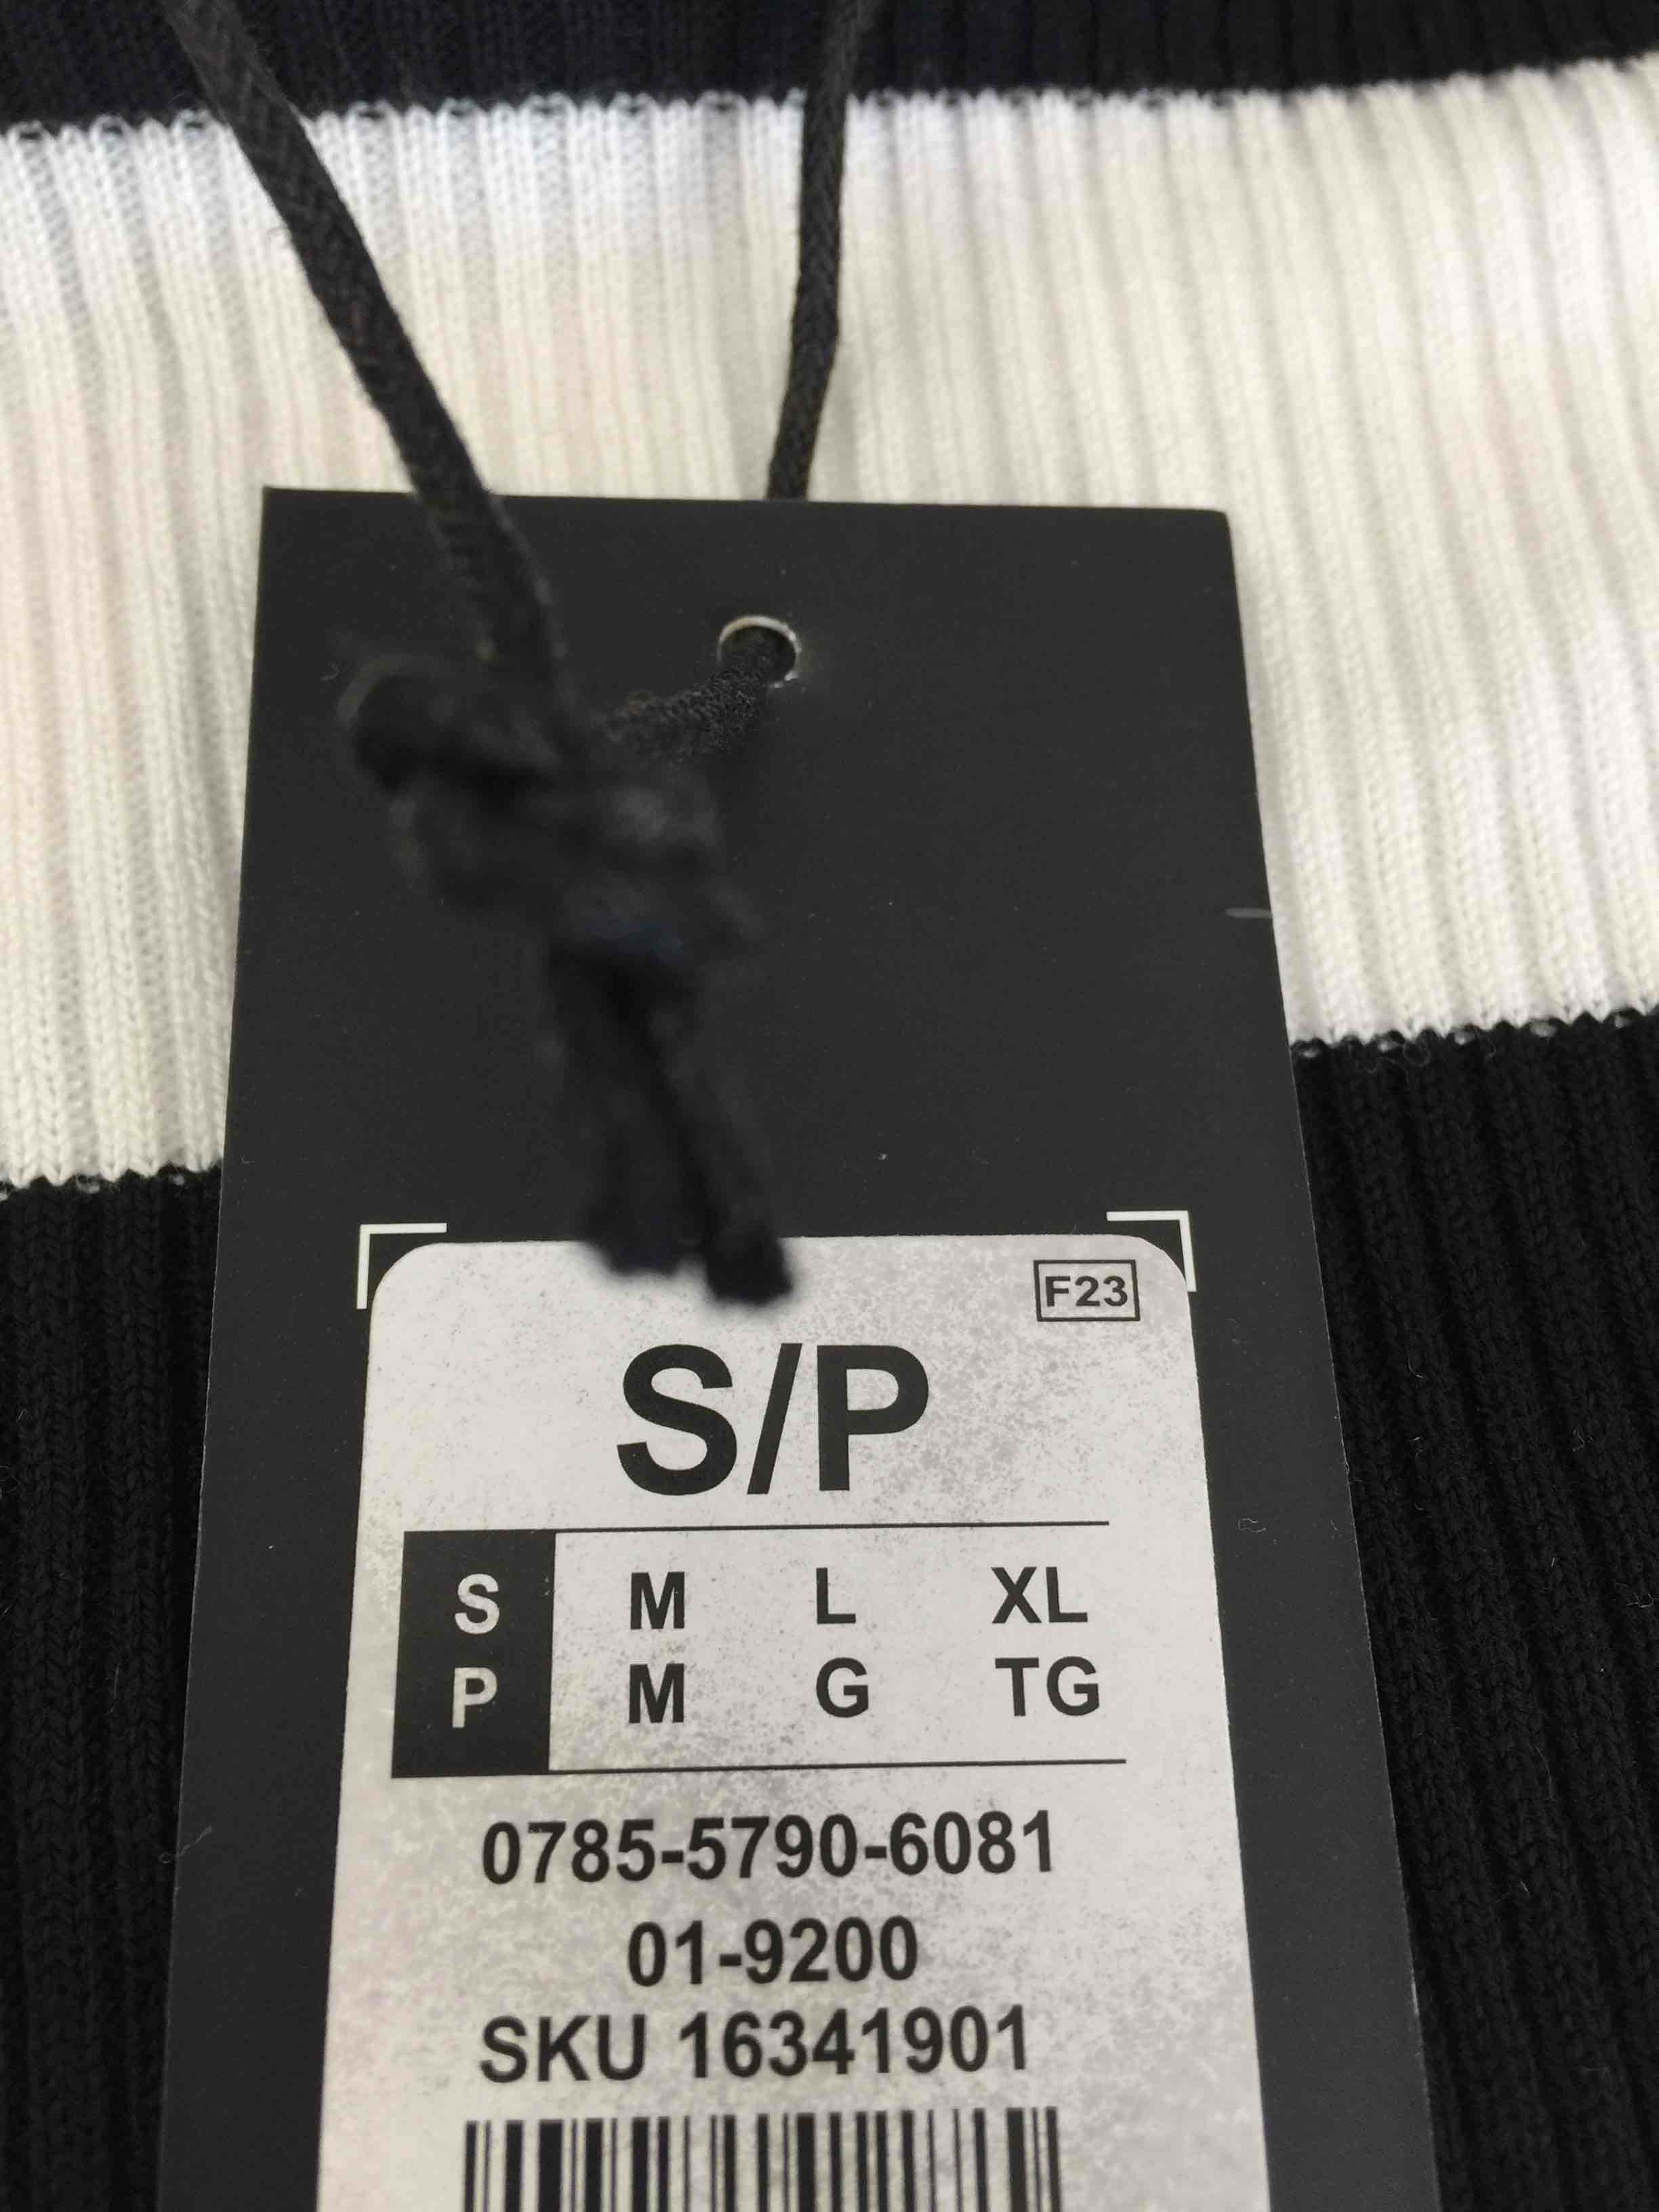 F23
S/P
S M L XL
P M G TG
0785-5790-6081
01-9200
SKU 16341901